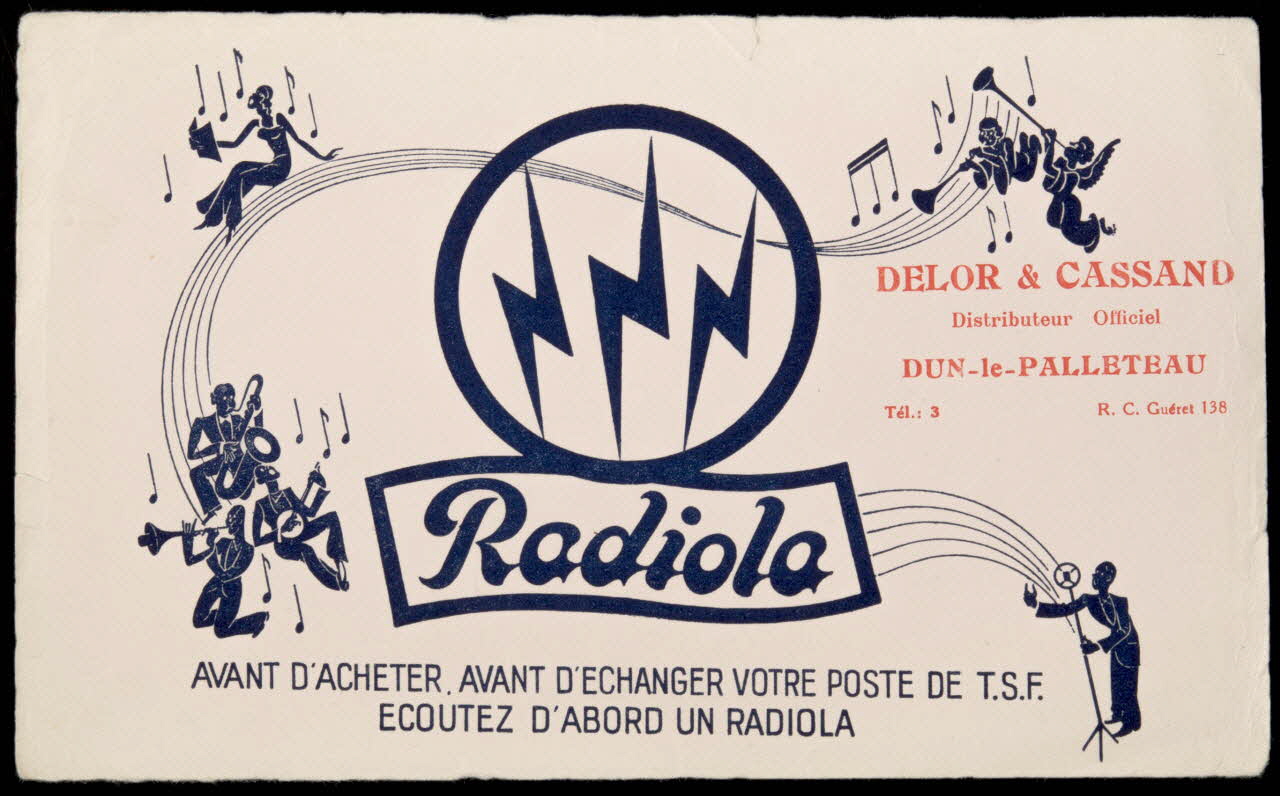 DELOR & CASSAND
Distributeur Officiel
DUN-le-PALLETEAU
Tél.: 3 R. C. Guéret 138
Radiola
AVANT D'ACHETER. AVANT D'ECHANGER VOTRE POSTE DE T.S.F.
ECOUTEZ D'ABORD UN RADIOLA